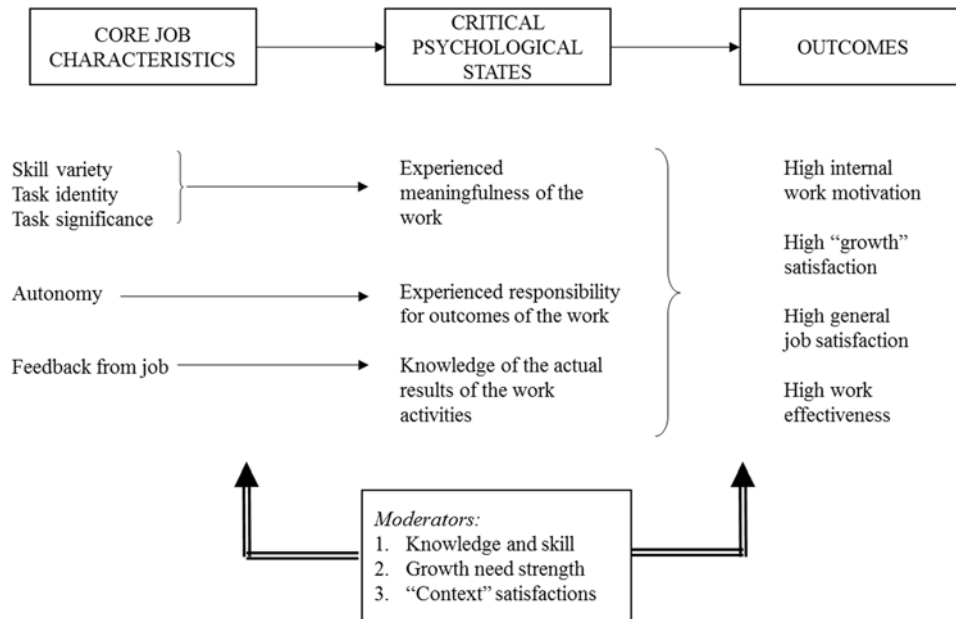 CORE JOB
CHARACTERISTICS
CRITICAL
PSYCHOLOGICAL
STATES
OUTCOMES
Skill variety
Task identity
Task significance
Experienced
meaningfulness of the
work
High internal
work motivation
High “growth”
satisfaction
Autonomy
Experienced responsibility
for outcomes of the work
High general
job satisfaction
Feedback from job
Knowledge of the actual
results of the work
activities
High work
effectiveness
Moderators:
1. Knowledge and skill
2. Growth need strength
3. “Context” satisfactions